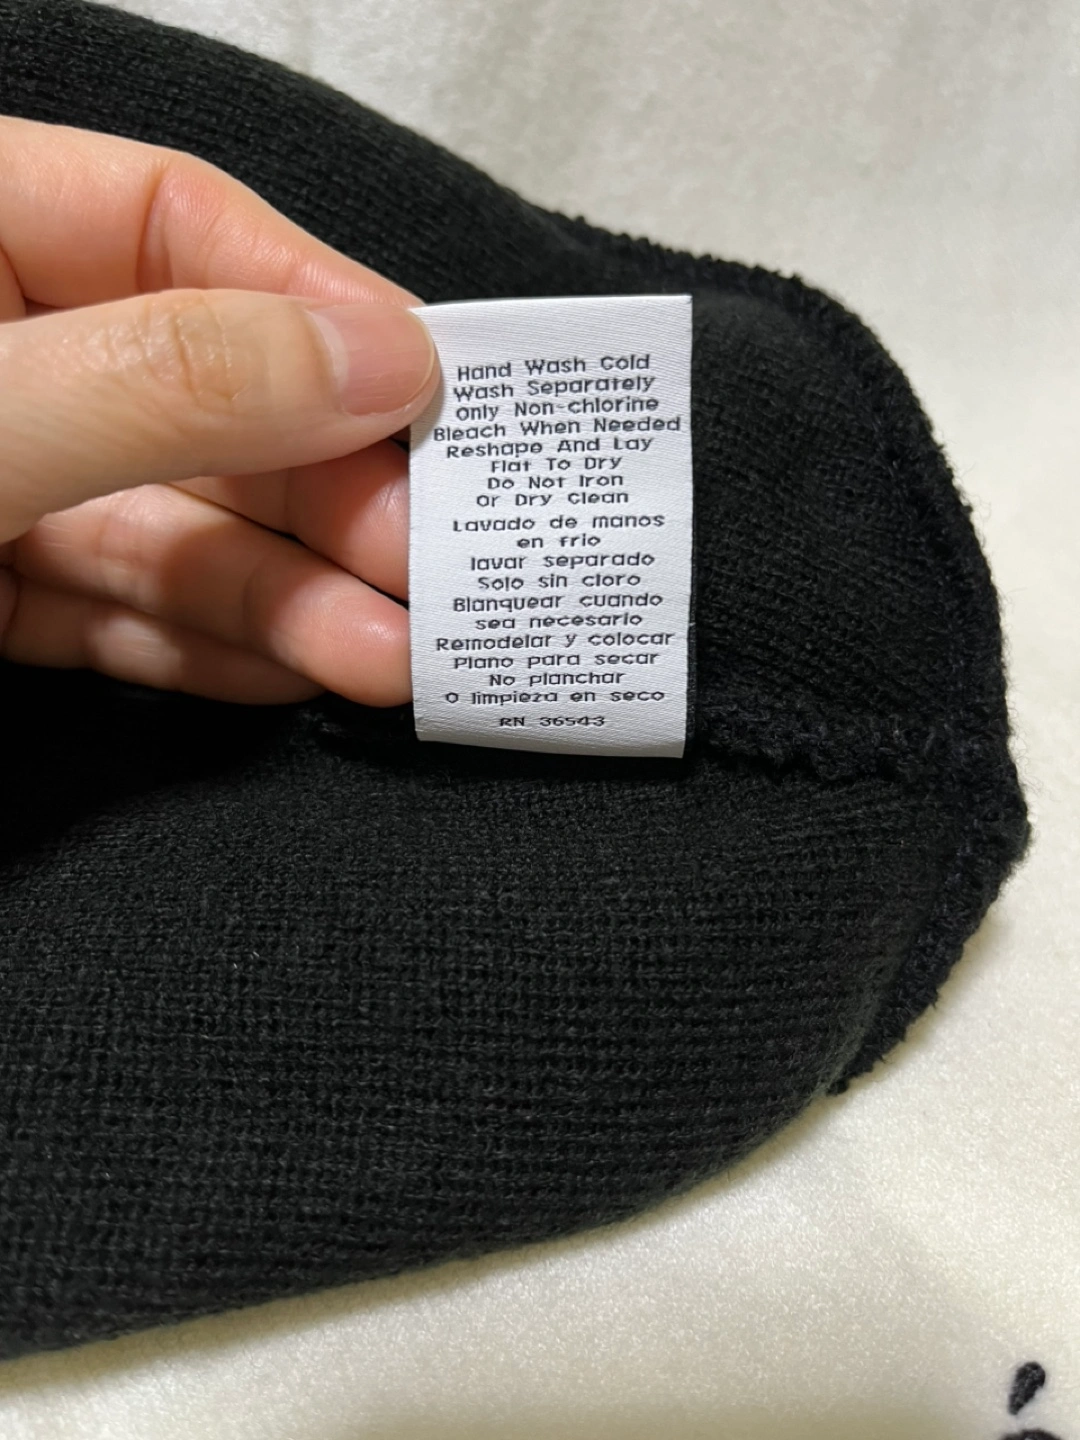 Hand Wash Cold
Wash Separately
Only Non-chlorine
Bleach When Needed
Reshape And Lay
Flat To Dry
Do Not Iron
Or Dry Clean
Lavado de manos
en frio
lavar separado
Solo sin cloro
Blanquear cuando
sea necesario
Remodelar y colocar
Plano para secar
No planchar
O limpieza en seco
RN 36543